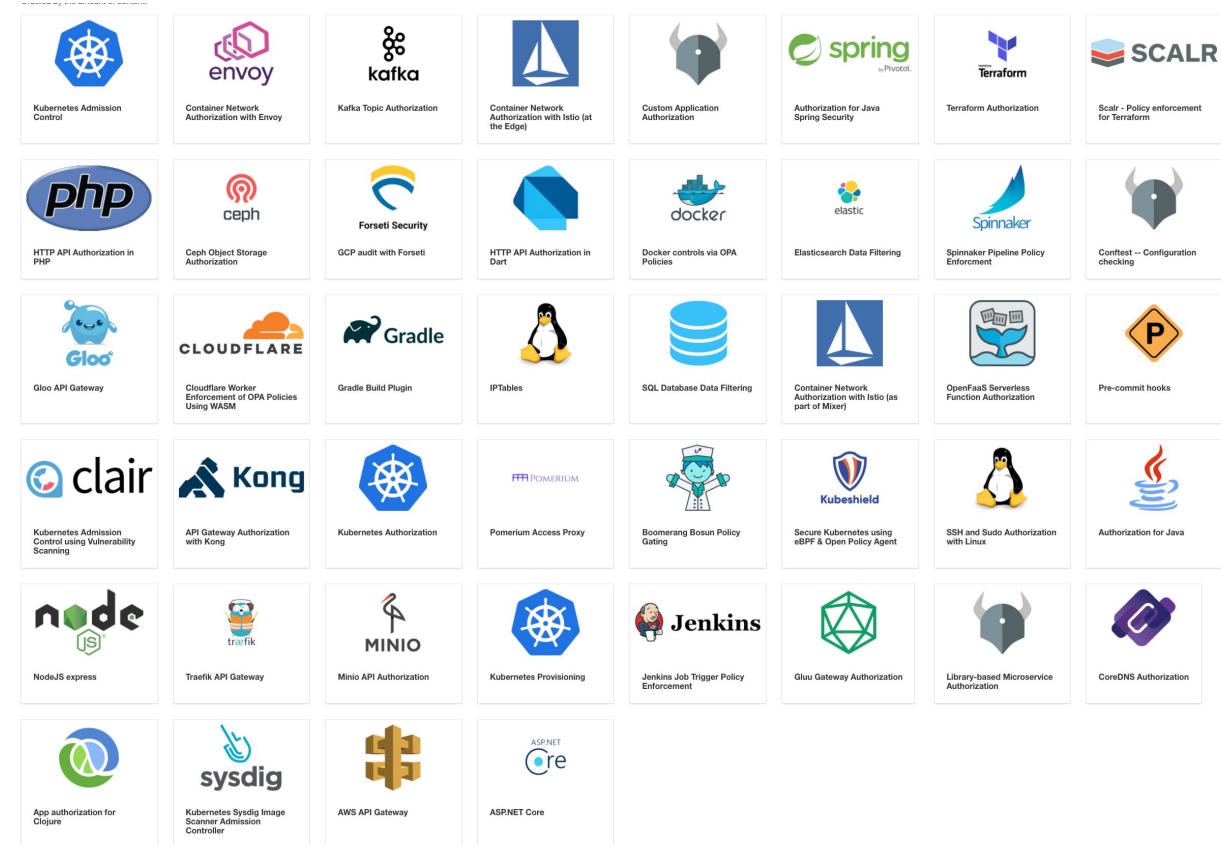 Ordered by the amount of content.
envoy
kafka
spring
by Pivotal.
HashiCorp
Terraform
SCALR
Kubernetes Admission
Control
Container Network
Authorization with Envoy
Kafka Topic Authorization
Container Network
Authorization with Istio (at
the Edge)
Custom Application
Authorization
Authorization for Java
Spring Security
Terraform Authorization
Scalr - Policy enforcement
for Terraform
php
ceph
Forseti Security
docker
elastic
Spinnaker
HTTP API Authorization in
PHP
Ceph Object Storage
Authorization
GCP audit with Forseti
HTTP API Authorization in
Dart
Docker controls via OPA
Policies
Elasticsearch Data Filtering
Spinnaker Pipeline Policy
Enforcment
Conftest -- Configuration
checking
Gloo
CLOUDFLARE
Gradle
P
Gloo API Gateway
Cloudflare Worker
Enforcement of OPA Policies
Using WASM
Gradle Build Plugin
IPTables
SQL Database Data Filtering
Container Network
Authorization with Istio (as
part of Mixer)
OpenFaaS Serverless
Function Authorization
Pre-commit hooks
clair
Kong
POMERIUM
Kubeshield
Kubernetes Admission
Control using Vulnerability
Scanning
API Gateway Authorization
with Kong
Kubernetes Authorization
Pomerium Access Proxy
Boomerang Bosun Policy
Gating
Secure Kubernetes using
eBPF & Open Policy Agent
SSH and Sudo Authorization
with Linux
Authorization for Java
node
JS
træfik
MINIO
Jenkins
NodeJS express
Traefik API Gateway
Minio API Authorization
Kubernetes Provisioning
Jenkins Job Trigger Policy
Enforcement
Gluu Gateway Authorization
Library-based Microservice
Authorization
CoreDNS Authorization
sysdig
ASP.NET
Core
App authorization for
Clojure
Kubernetes Sysdig Image
Scanner Admission
Controller
AWS API Gateway
ASP.NET Core